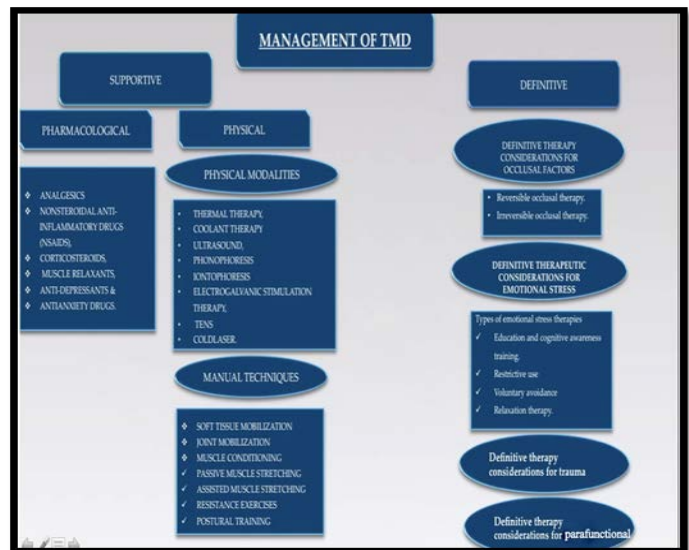 MANAGEMENT OF TMD
SUPPORTIVE
PHARMACOLOGICAL
❖ ANALGESICS
❖ NONSTEROIDAL ANTI-
INFLAMMATORY DRUGS
(NSAIDS),
❖ CORTICOSTEROIDS,
❖ MUSCLE RELAXANTS,
❖ ANTI-DEPRESSANTS &
❖ ANTIANXIETY DRUGS.
PHYSICAL
PHYSICAL MODALITIES
• THERMAL THERAPY,
• COOLANT THERAPY
• ULTRASOUND,
• PHONOPHORESIS
• IONTOPHORESIS
• ELECTROGALVANIC STIMULATION
THERAPY,
• TENS
• COLDLASER.
MANUAL TECHNIQUES
❖ SOFT TISSUE MOBILIZATION
❖ JOINT MOBILIZATION
❖ MUSCLE CONDITIONING
✓ PASSIVE MUSCLE STRETCHING
✓ ASSISTED MUSCLE STRETCHING
✓ RESISTANCE EXERCISES
✓ POSTURAL TRAINING
DEFINITIVE
DEFINITIVE THERAPY
CONSIDERATIONS FOR
OCCLUSAL FACTORS
• Reversible occlusal therapy.
• Irreversible occlusal therapy.
DEFINITIVE THERAPEUTIC
CONSIDERATIONS FOR
EMOTIONAL STRESS
Types of emotional stress therapies
✓ Education and cognitive awareness
training.
✓ Restrictive use
✓ Voluntary avoidance
✓ Relaxation therapy.
Definitive therapy
considerations for trauma
Definitive therapy
considerations for parafunctional